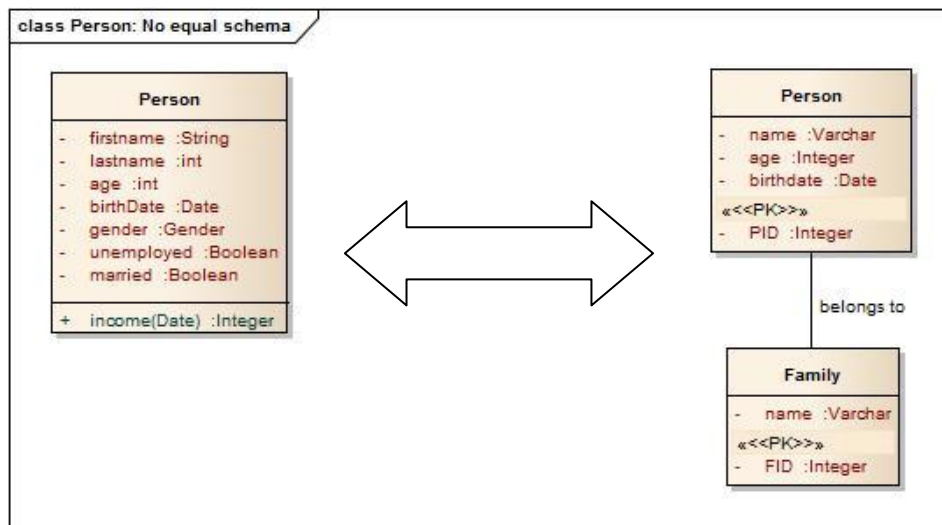 class Person: No equal schema
Person
- firstname :String
- lastname :int
- age :int
- birthDate :Date
- gender :Gender
- unemployed :Boolean
- married :Boolean
+ income(Date) :Integer
Person
- name :Varchar
- age :Integer
- birthdate :Date
«<<PK>>»
- PID :Integer
belongs to
Family
- name :Varchar
«<<PK>>»
- FID :Integer